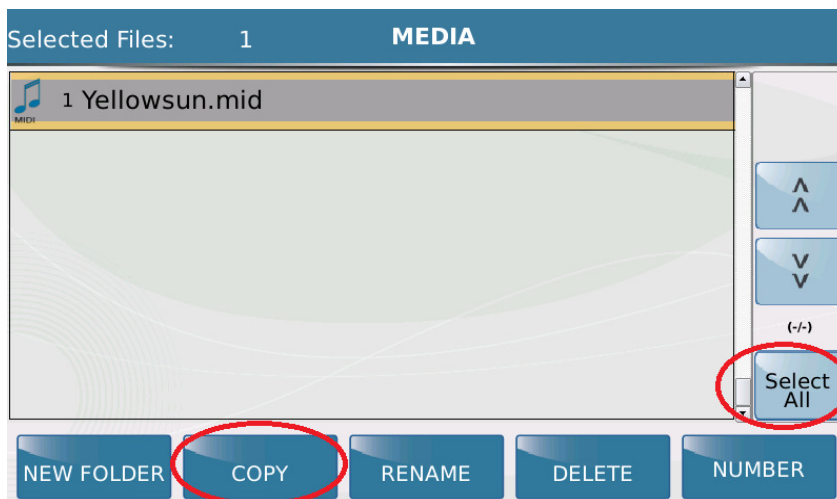 Selected Files: 1 MEDIA
MIDI 1 Yellowsun.mid
(-/-)
Select
All
NEW FOLDER COPY RENAME DELETE NUMBER